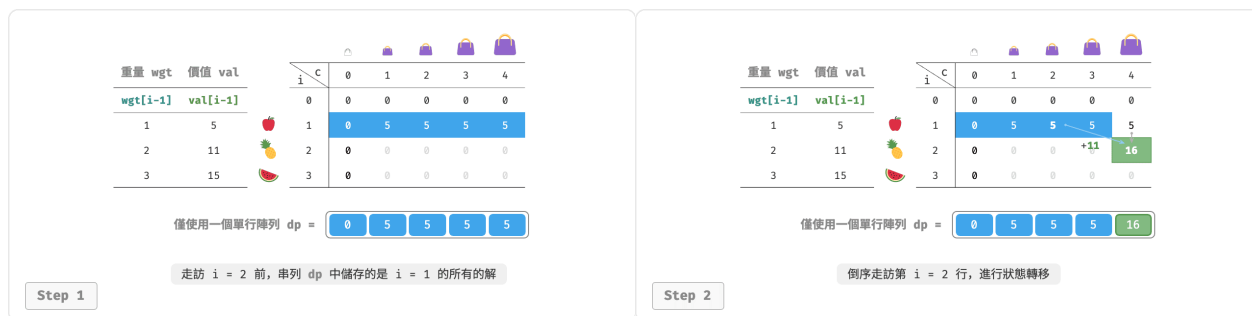 重量 wgt 價值 val
i c 0 1 2 3 4
wgt[i-1] val[i-1] 0 0 0 0 0 0
1 5 1 0 5 5 5 5
2 11 2 0 0 0 0 0
3 15 3 0 0 0 0 0
僅使用一個單行陣列 dp = 0 5 5 5 5
走訪 i = 2 前,串列 dp 中儲存的是 i = 1 的所有的解
Step 1
重量 wgt 價值 val
i c 0 1 2 3 4
wgt[i-1] val[i-1] 0 0 0 0 0 0
1 5 1 0 5 5 5 5
+11
2 11 2 0 0 0 0 16
3 15 3 0 0 0 0 0
僅使用一個單行陣列 dp = 0 5 5 5 16
倒序走訪第 i = 2 行,進行狀態轉移
Step 2